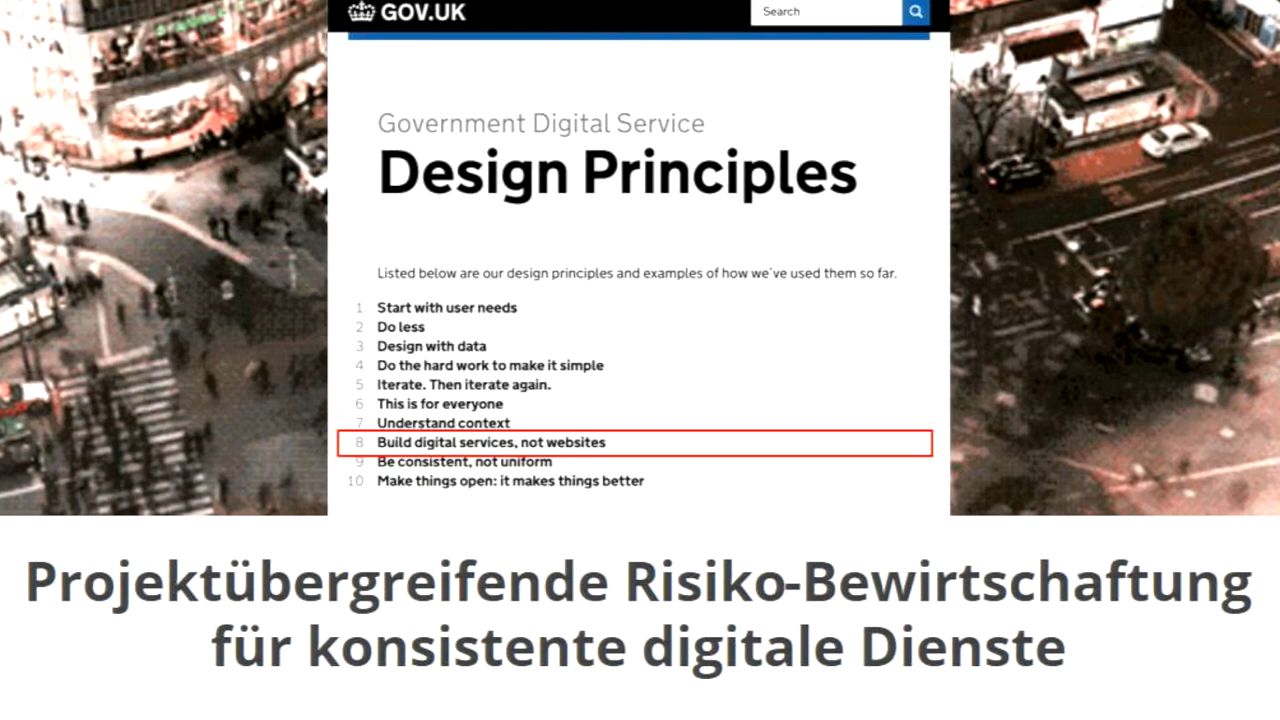 GOV.UK
Search
Government Digital Service
Design Principles
Listed below are our design principles and examples of how we've used them so far.
1 Start with user needs
2 Do less
3 Design with data
4 Do the hard work to make it simple
5 Iterate. Then iterate again.
6 This is for everyone
7 Understand context
8 Build digital services, not websites
9 Be consistent, not uniform
10 Make things open: it makes things better
Projektübergreifende Risiko-Bewirtschaftung
für konsistente digitale Dienste